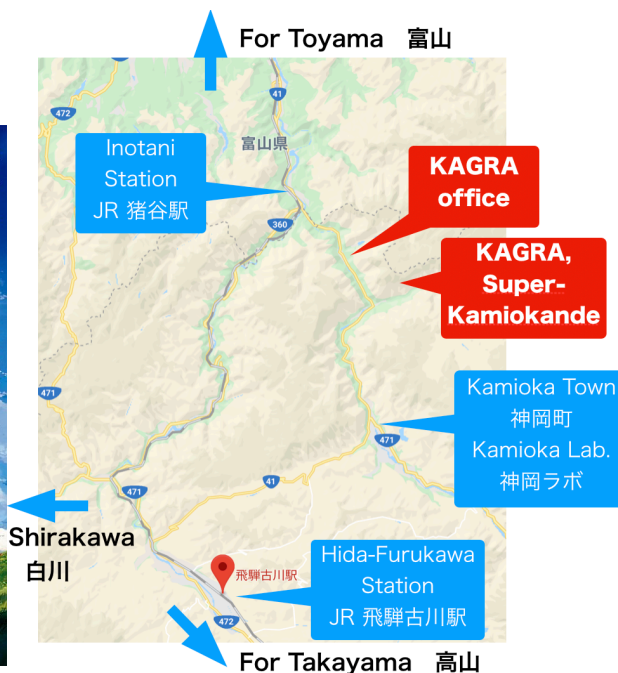 For Toyama 富山
41
472
富山県
Inotani
Station
JR 猪谷駅
KAGRA
office
360
KAGRA,
Super-
Kamiokande
471
Kamioka Town
神岡町
Kamioka Lab.
神岡ラボ
471
41
471
Shirakawa
白川
Hida-Furukawa
Station
JR 飛騨古川駅
飛騨古川駅
472
For Takayama 高山